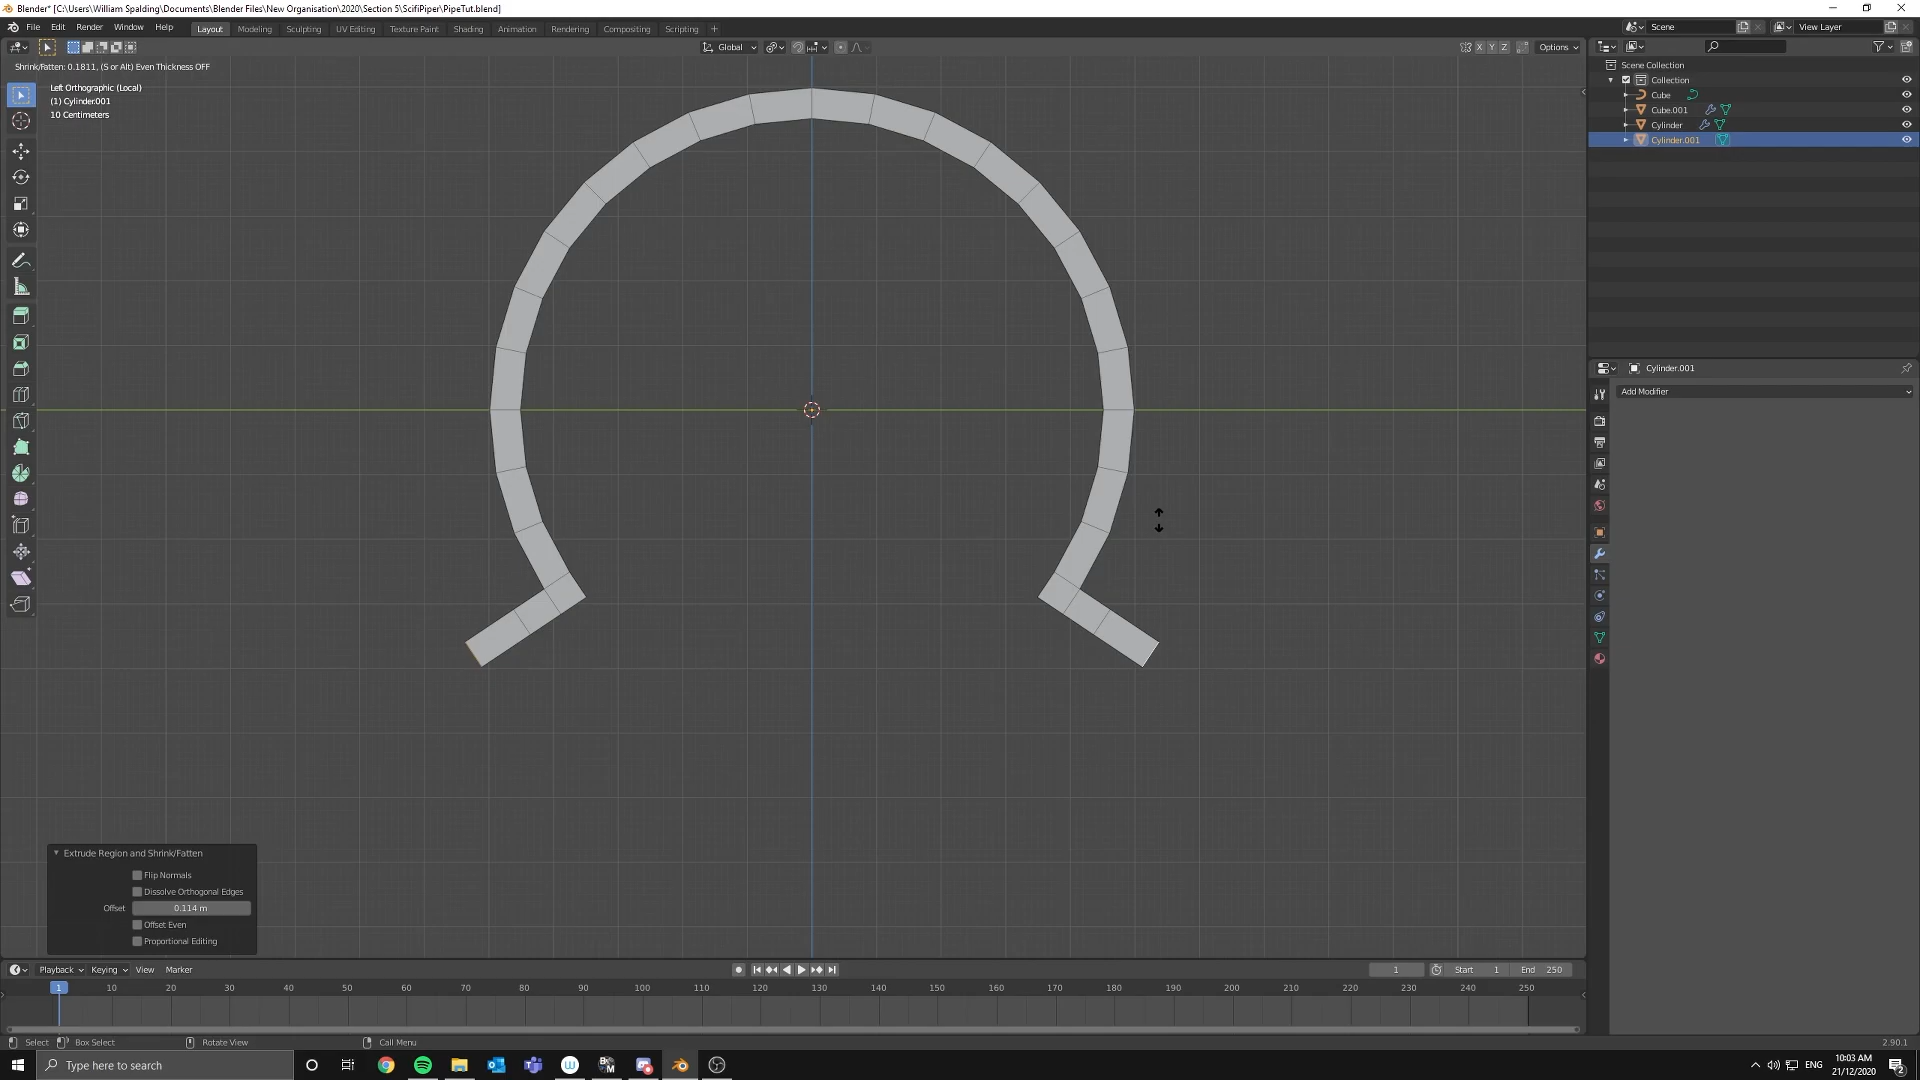 Blender* [C:\Users\William Spalding\Documents\Blender Files\New Organisation\2020\Section 5\ScifiPiper\PipeTut.blend]
File Edit Render Window Help Layout Modeling Sculpting UV Editing Texture Paint Shading Animation Rendering Compositing Scripting +
Scene
View Layer
Global
X Y Z Options
Shrink/Fatten: 0.1811, (S or Alt) Even Thickness OFF
Left Orthographic (Local)
(1) Cylinder.001
10 Centimeters
Scene Collection
Collection
Cube
Cube.001
Cylinder
Cylinder.001
Cylinder.001
Add Modifier
Extrude Region and Shrink/Fatten
Flip Normals
Dissolve Orthogonal Edges
Offset 0.114 m
Offset Even
Proportional Editing
Playback Keying View Marker
1 Start 1 End 250
1 10 20 30 40 50 60 70 80 90 100 110 120 130 140 150 160 170 180 190 200 210 220 230 240 250
Select Box Select Rotate View Call Menu
2.90.1
Type here to search
ENG
10:03 AM
21/12/2020
2